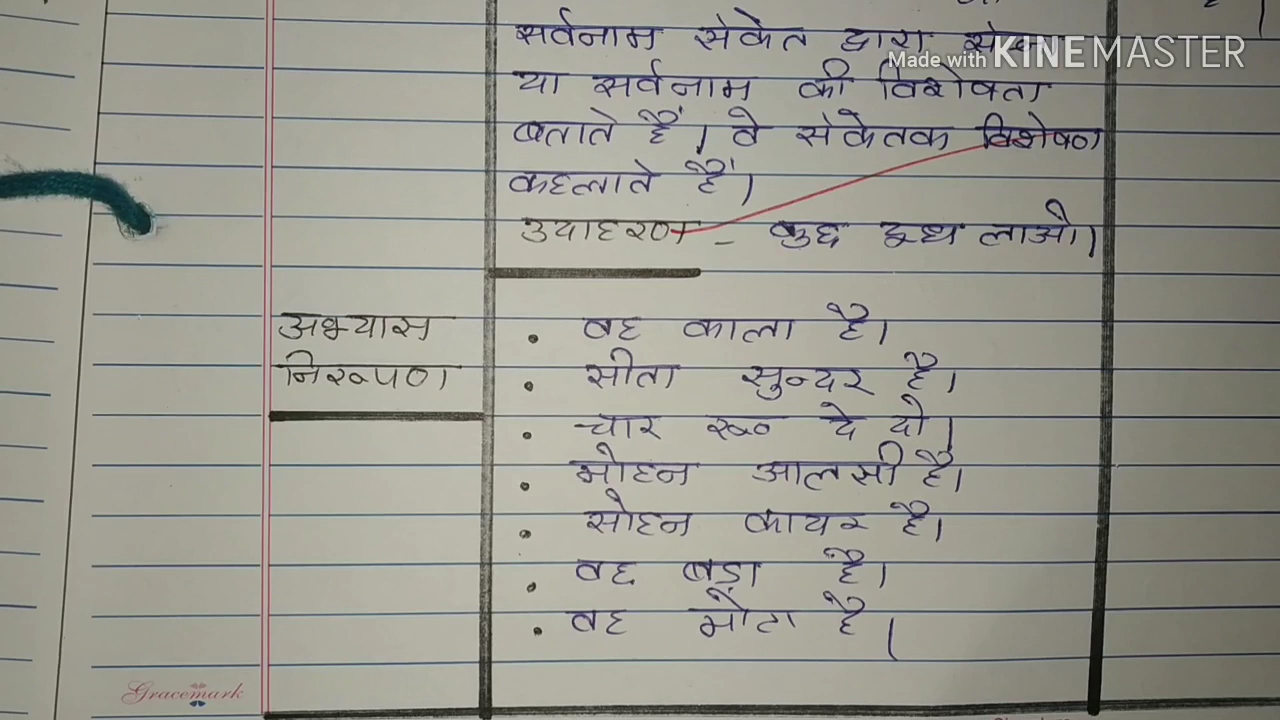 सर्वनाम संकेत द्वारा
Made with KINEMASTER
या सर्वनाम की विशेषता
बताते हैं। वे संकेतक विशेषण
कहलाते हैं।
उदाहरण - कुछ दूध लाओ।
अभ्यास
निरूपण
• वह काला है।
• सीता सुन्दर है।
• चार रू० दे दो।
• मोहन आलसी है।
• सोहन कायर है।
• वह बड़ा है।
• वह मोटा है।
Gracemark